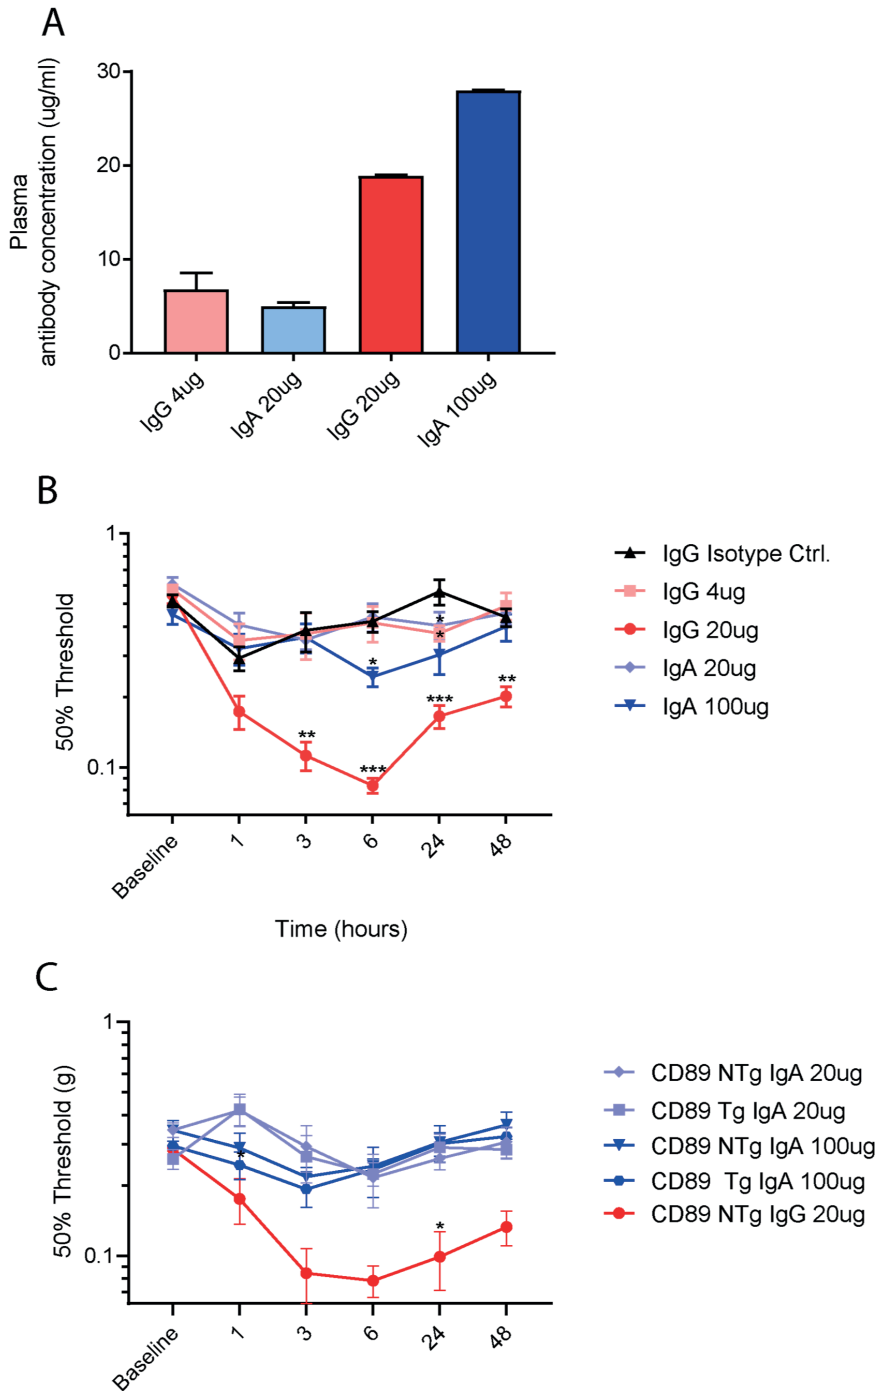 A
Plasma
antibody concentration (ug/ml)
30
20
10
0
IgG 4ug
IgA 20ug
IgG 20ug
IgA 100ug
B
50% Threshold
1
0.1
*
*
*
**
***
***
**
Baseline
1
3
6
24
48
Time (hours)
IgG Isotype Ctrl.
IgG 4ug
IgG 20ug
IgA 20ug
IgA 100ug
C
50% Threshold (g)
1
0.1
*
*
Baseline
1
3
6
24
48
CD89 NTg IgA 20ug
CD89 Tg IgA 20ug
CD89 NTg IgA 100ug
CD89 Tg IgA 100ug
CD89 NTg IgG 20ug